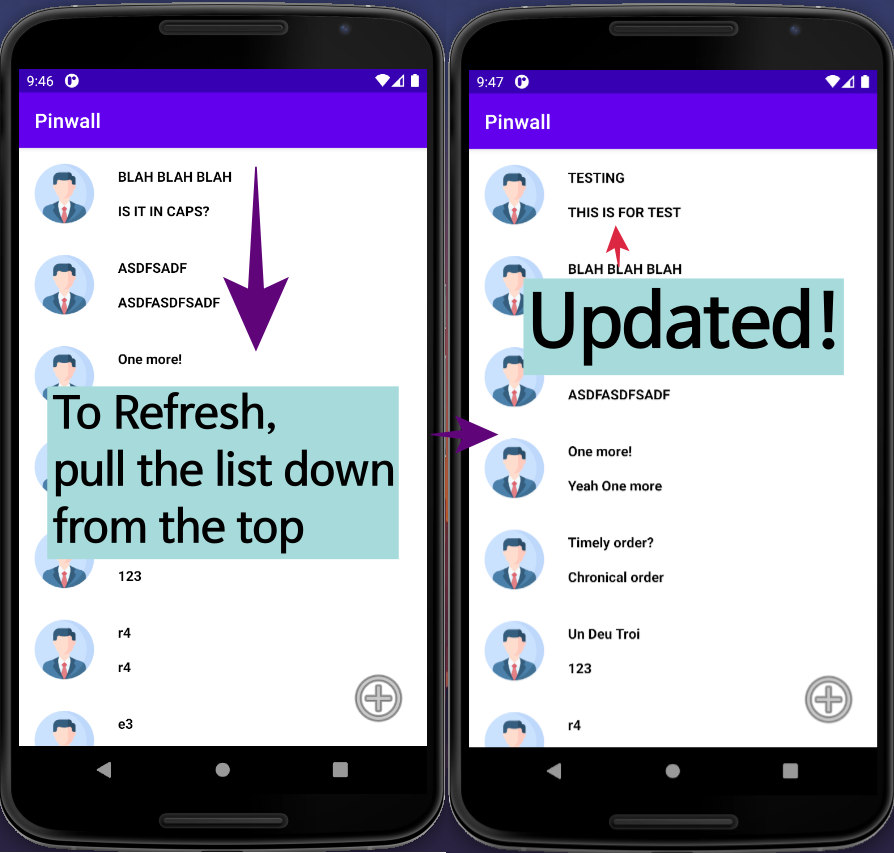 9:46
Pinwall
BLAH BLAH BLAH
IS IT IN CAPS?
ASDFSADF
ASDFASDFSADF
One more!
To Refresh,
pull the list down
from the top
123
r4
r4
e3
9:47
Pinwall
TESTING
THIS IS FOR TEST
BLAH BLAH BLAH
Updated!
ASDFASDFSADF
One more!
Yeah One more
Timely order?
Chronical order
Un Deu Troi
123
r4